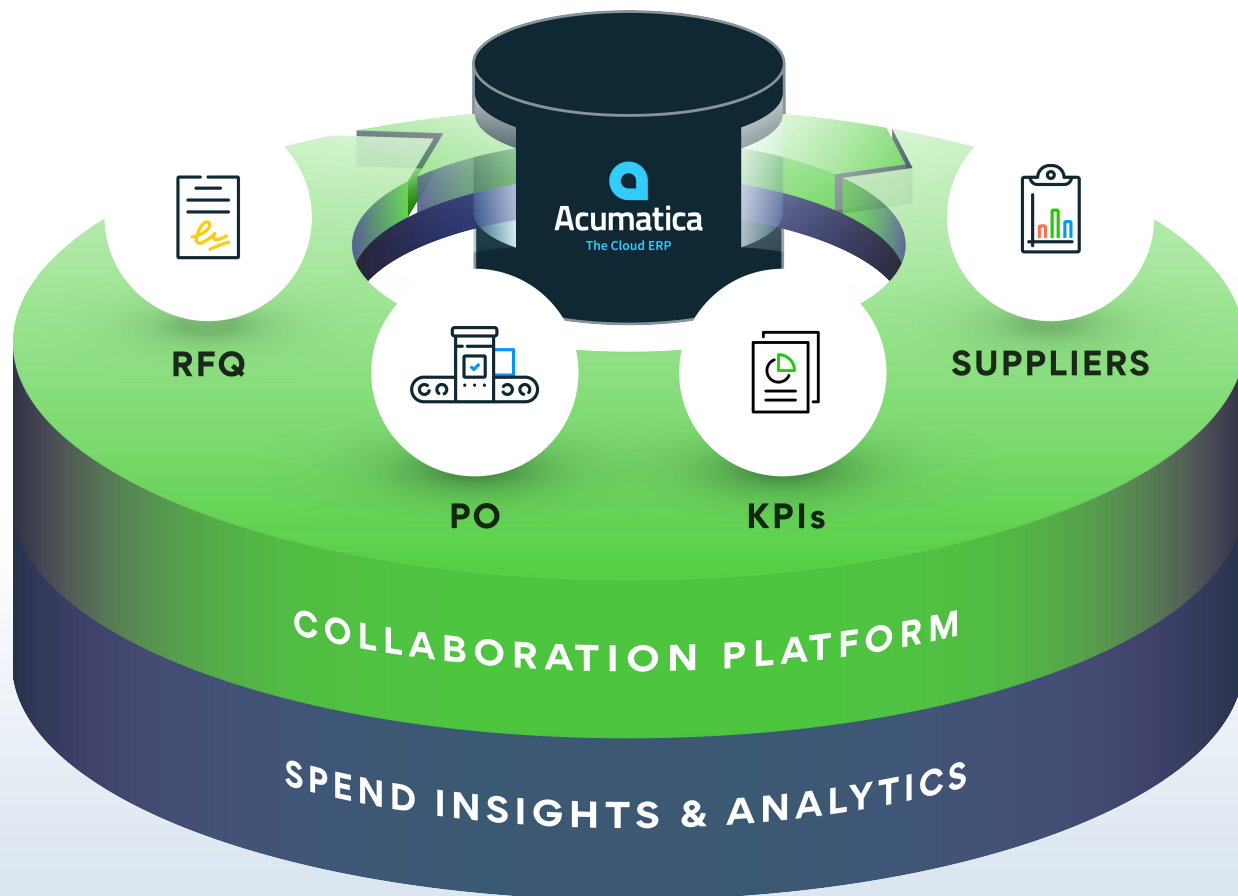 Acumatica
The Cloud ERP
RFQ
SUPPLIERS
PO
KPIs
COLLABORATION PLATFORM
SPEND INSIGHTS & ANALYTICS